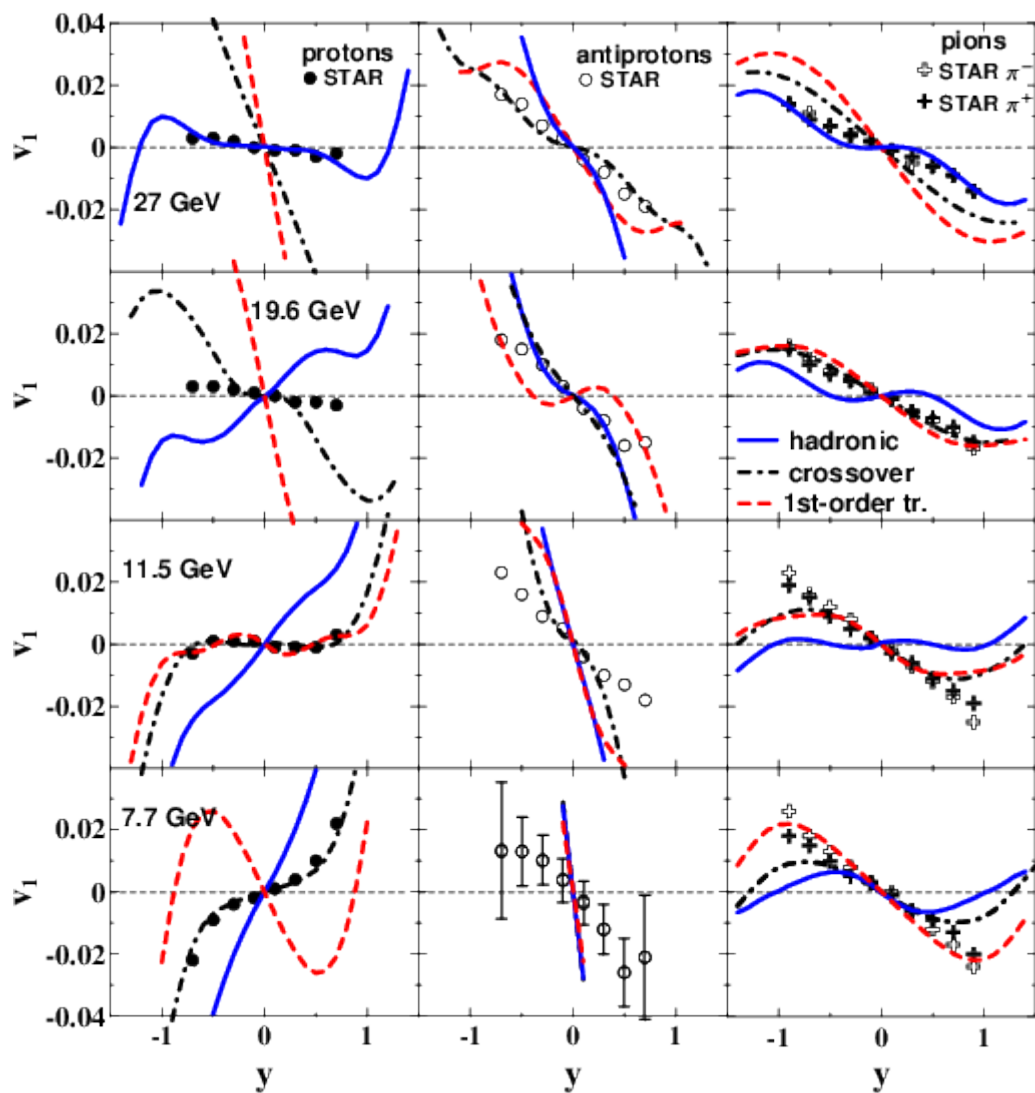 0.04
0.02
0
-0.02
v1
protons
STAR
27 GeV
antiprotons
STAR
pions
STAR π−
STAR π+
0.02
0
-0.02
v1
19.6 GeV
hadronic
crossover
1st-order tr.
0.02
0
-0.02
v1
11.5 GeV
0.02
0
-0.02
-0.04
v1
7.7 GeV
-1 0 1 -1 0 1 -1 0 1
y y y